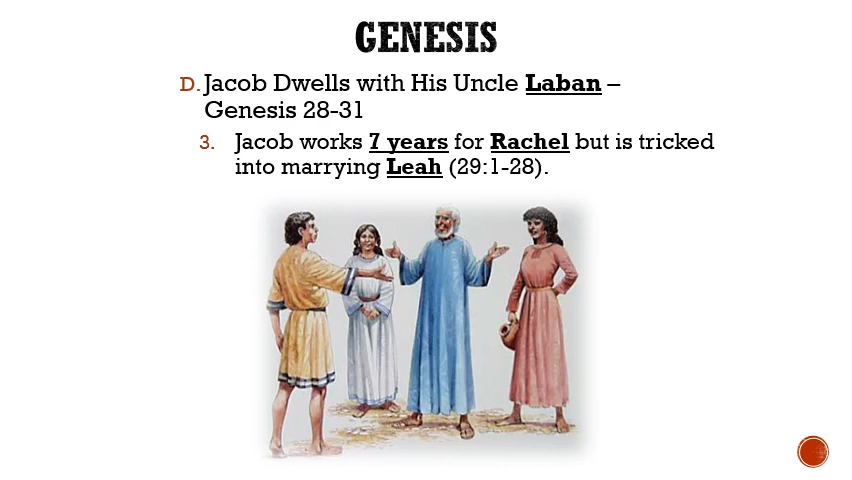 GENESIS
D. Jacob Dwells with His Uncle Laban –
Genesis 28-31
3. Jacob works 7 years for Rachel but is tricked
into marrying Leah (29:1-28).